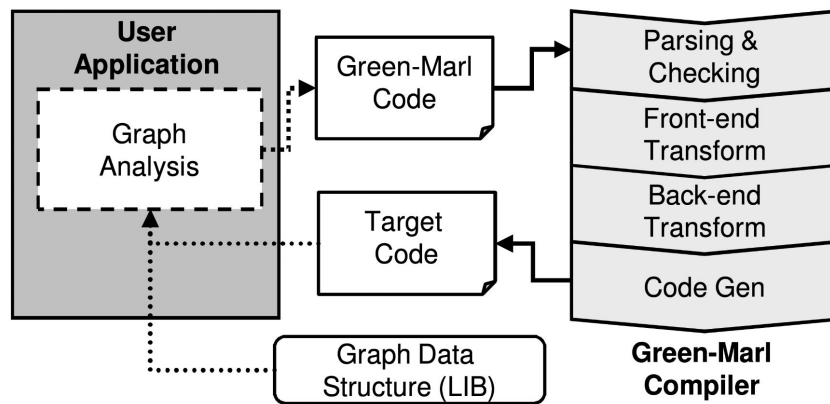 User
Application
Graph
Analysis
Green-Marl
Code
Target
Code
Graph Data
Structure (LIB)
Parsing &
Checking
Front-end
Transform
Back-end
Transform
Code Gen
Green-Marl
Compiler